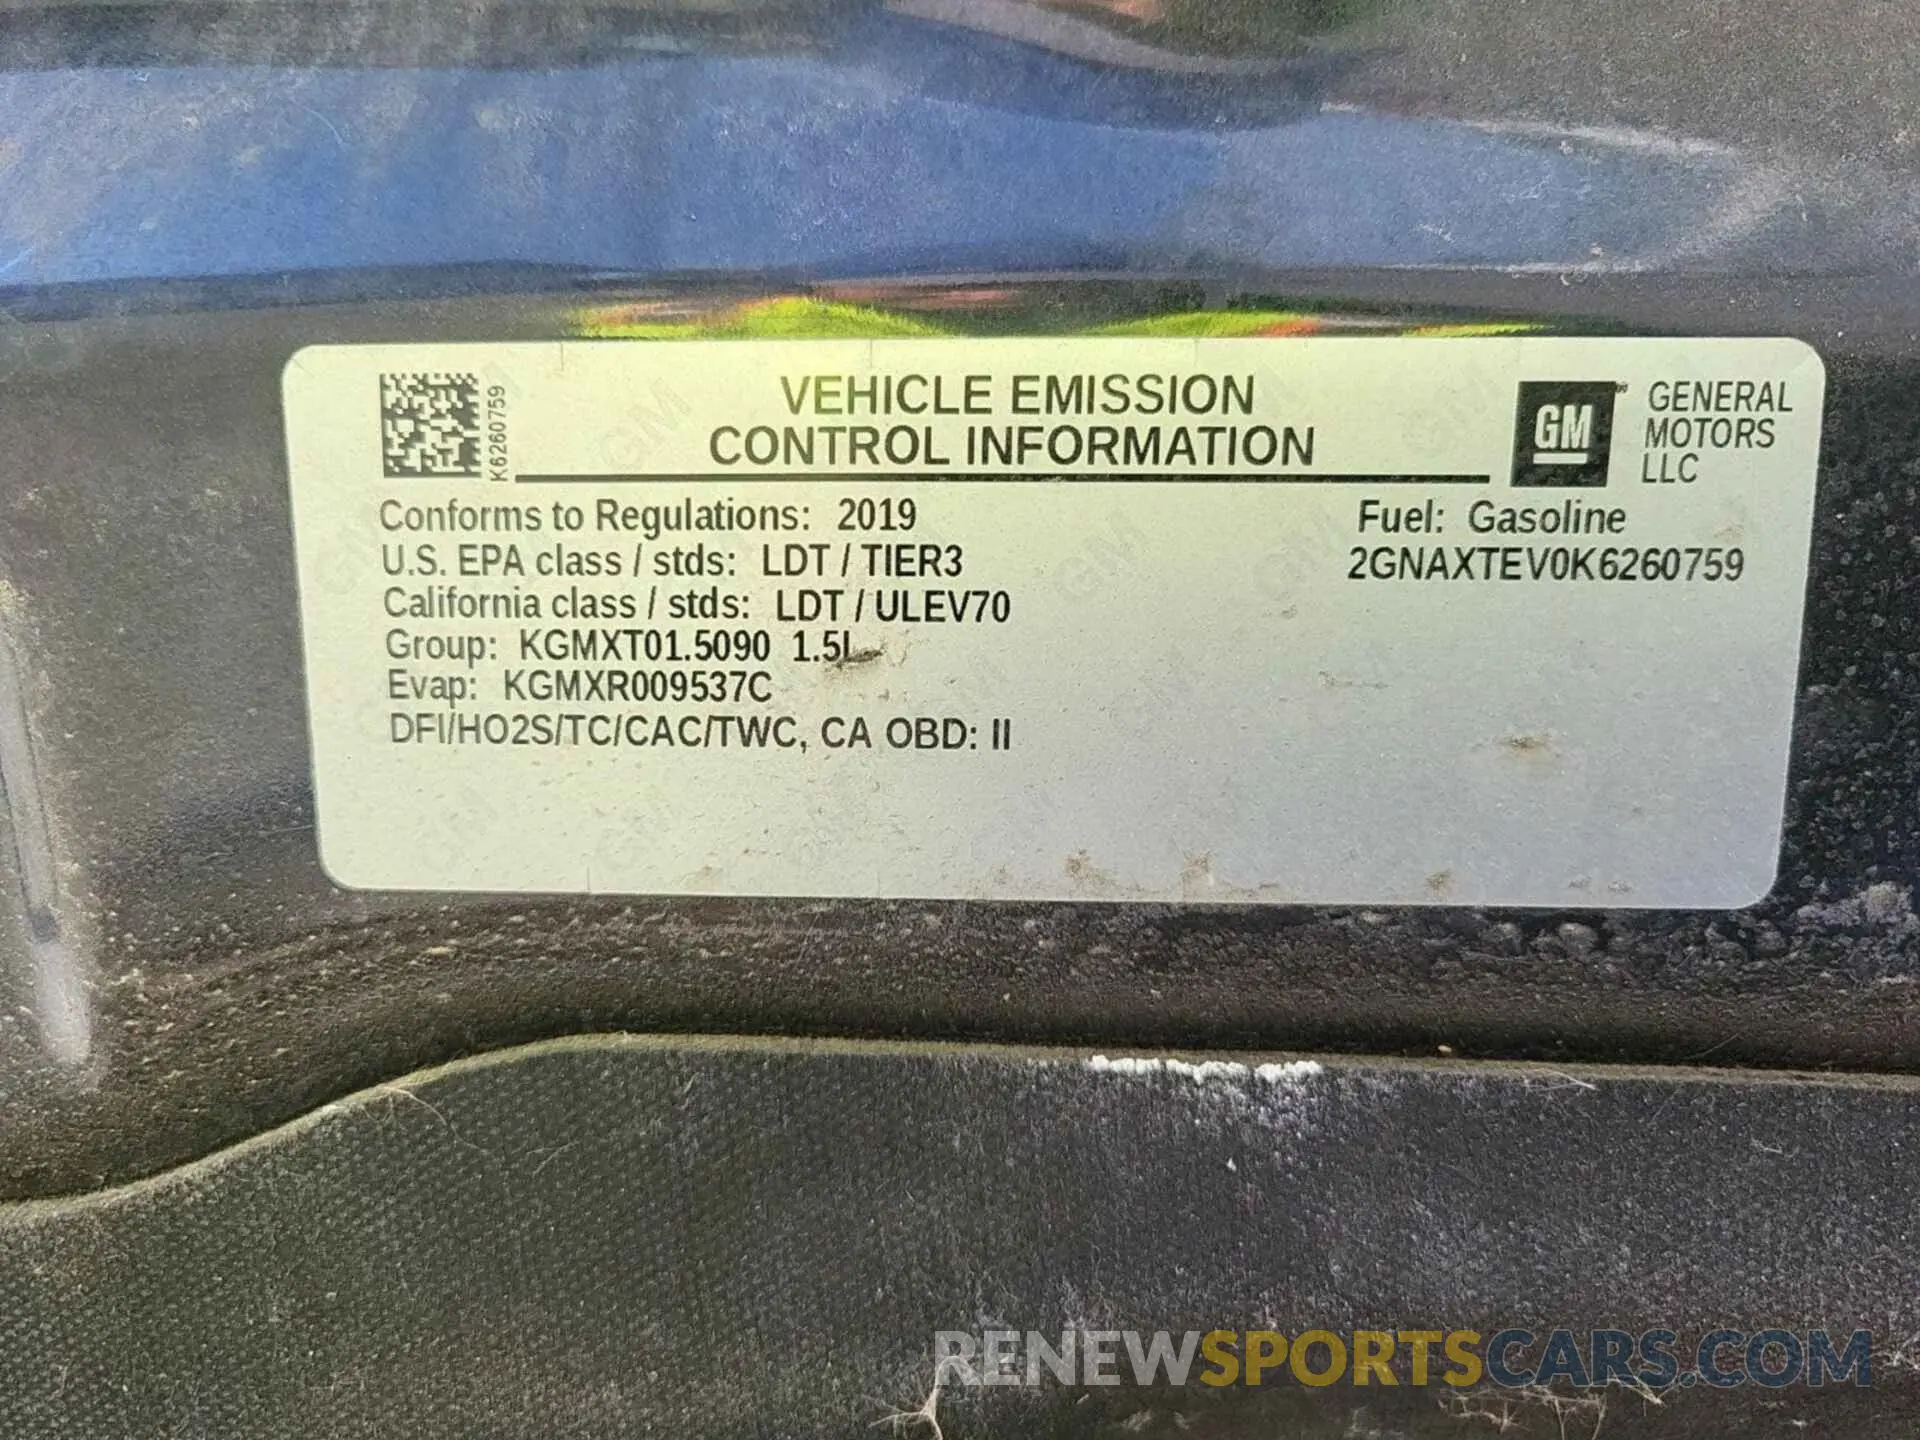 K6260759
VEHICLE EMISSION
CONTROL INFORMATION
GM
GENERAL
MOTORS
LLC
Conforms to Regulations: 2019
Fuel: Gasoline
U.S. EPA class / stds: LDT / TIER3
2GNAXTEV0K6260759
California class / stds: LDT / ULEV70
Group: KGMXT01.5090 1.5L
Evap: KGMXR009537C
DFI/HO2S/TC/CAC/TWC, CA OBD: II
RENEWSPORTSCARS.COM